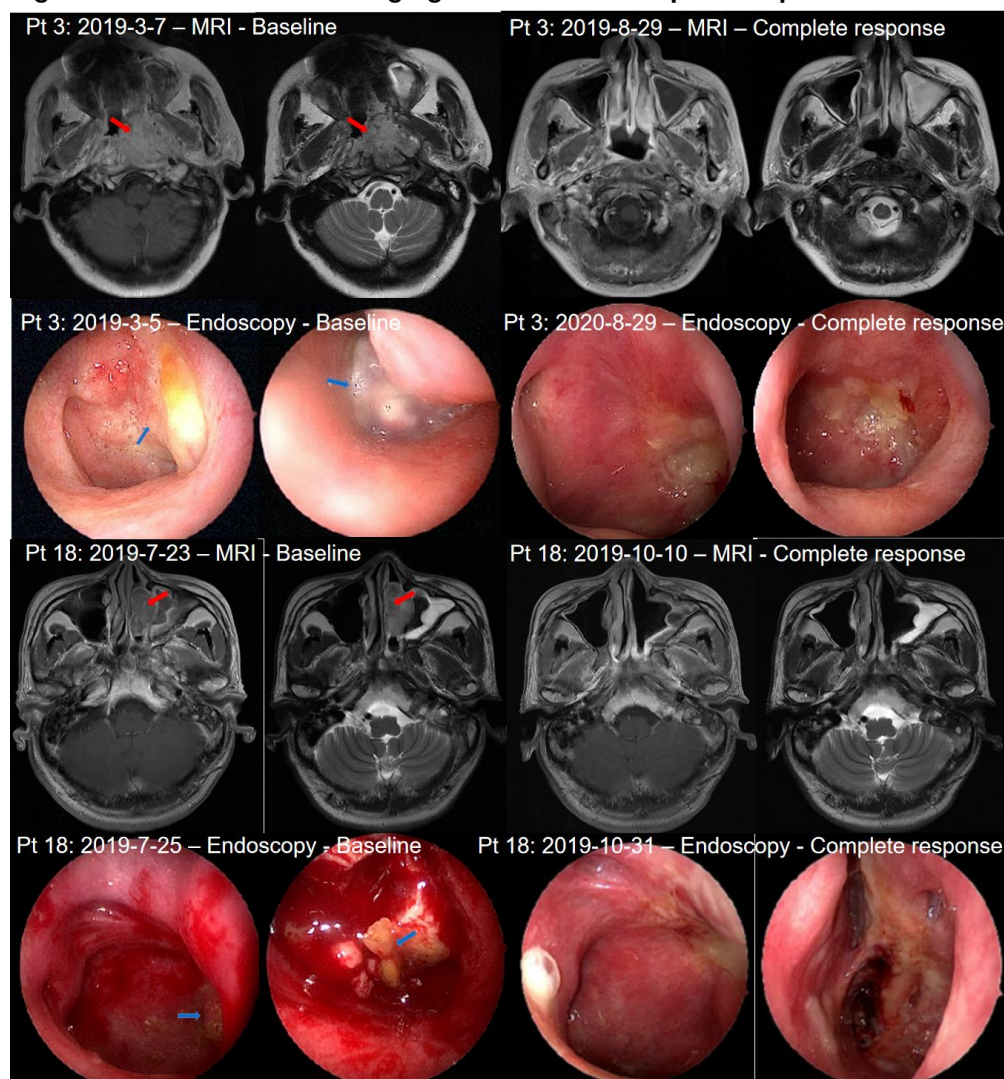 Pt 3: 2019-3-7 – MRI - Baseline
Pt 3: 2019-8-29 – MRI – Complete response
Pt 3: 2019-3-5 – Endoscopy - Baseline
Pt 3: 2020-8-29 – Endoscopy - Complete response
Pt 18: 2019-7-23 – MRI - Baseline
Pt 18: 2019-10-10 – MRI - Complete response
Pt 18: 2019-7-25 – Endoscopy - Baseline
Pt 18: 2019-10-31 – Endoscopy - Complete response